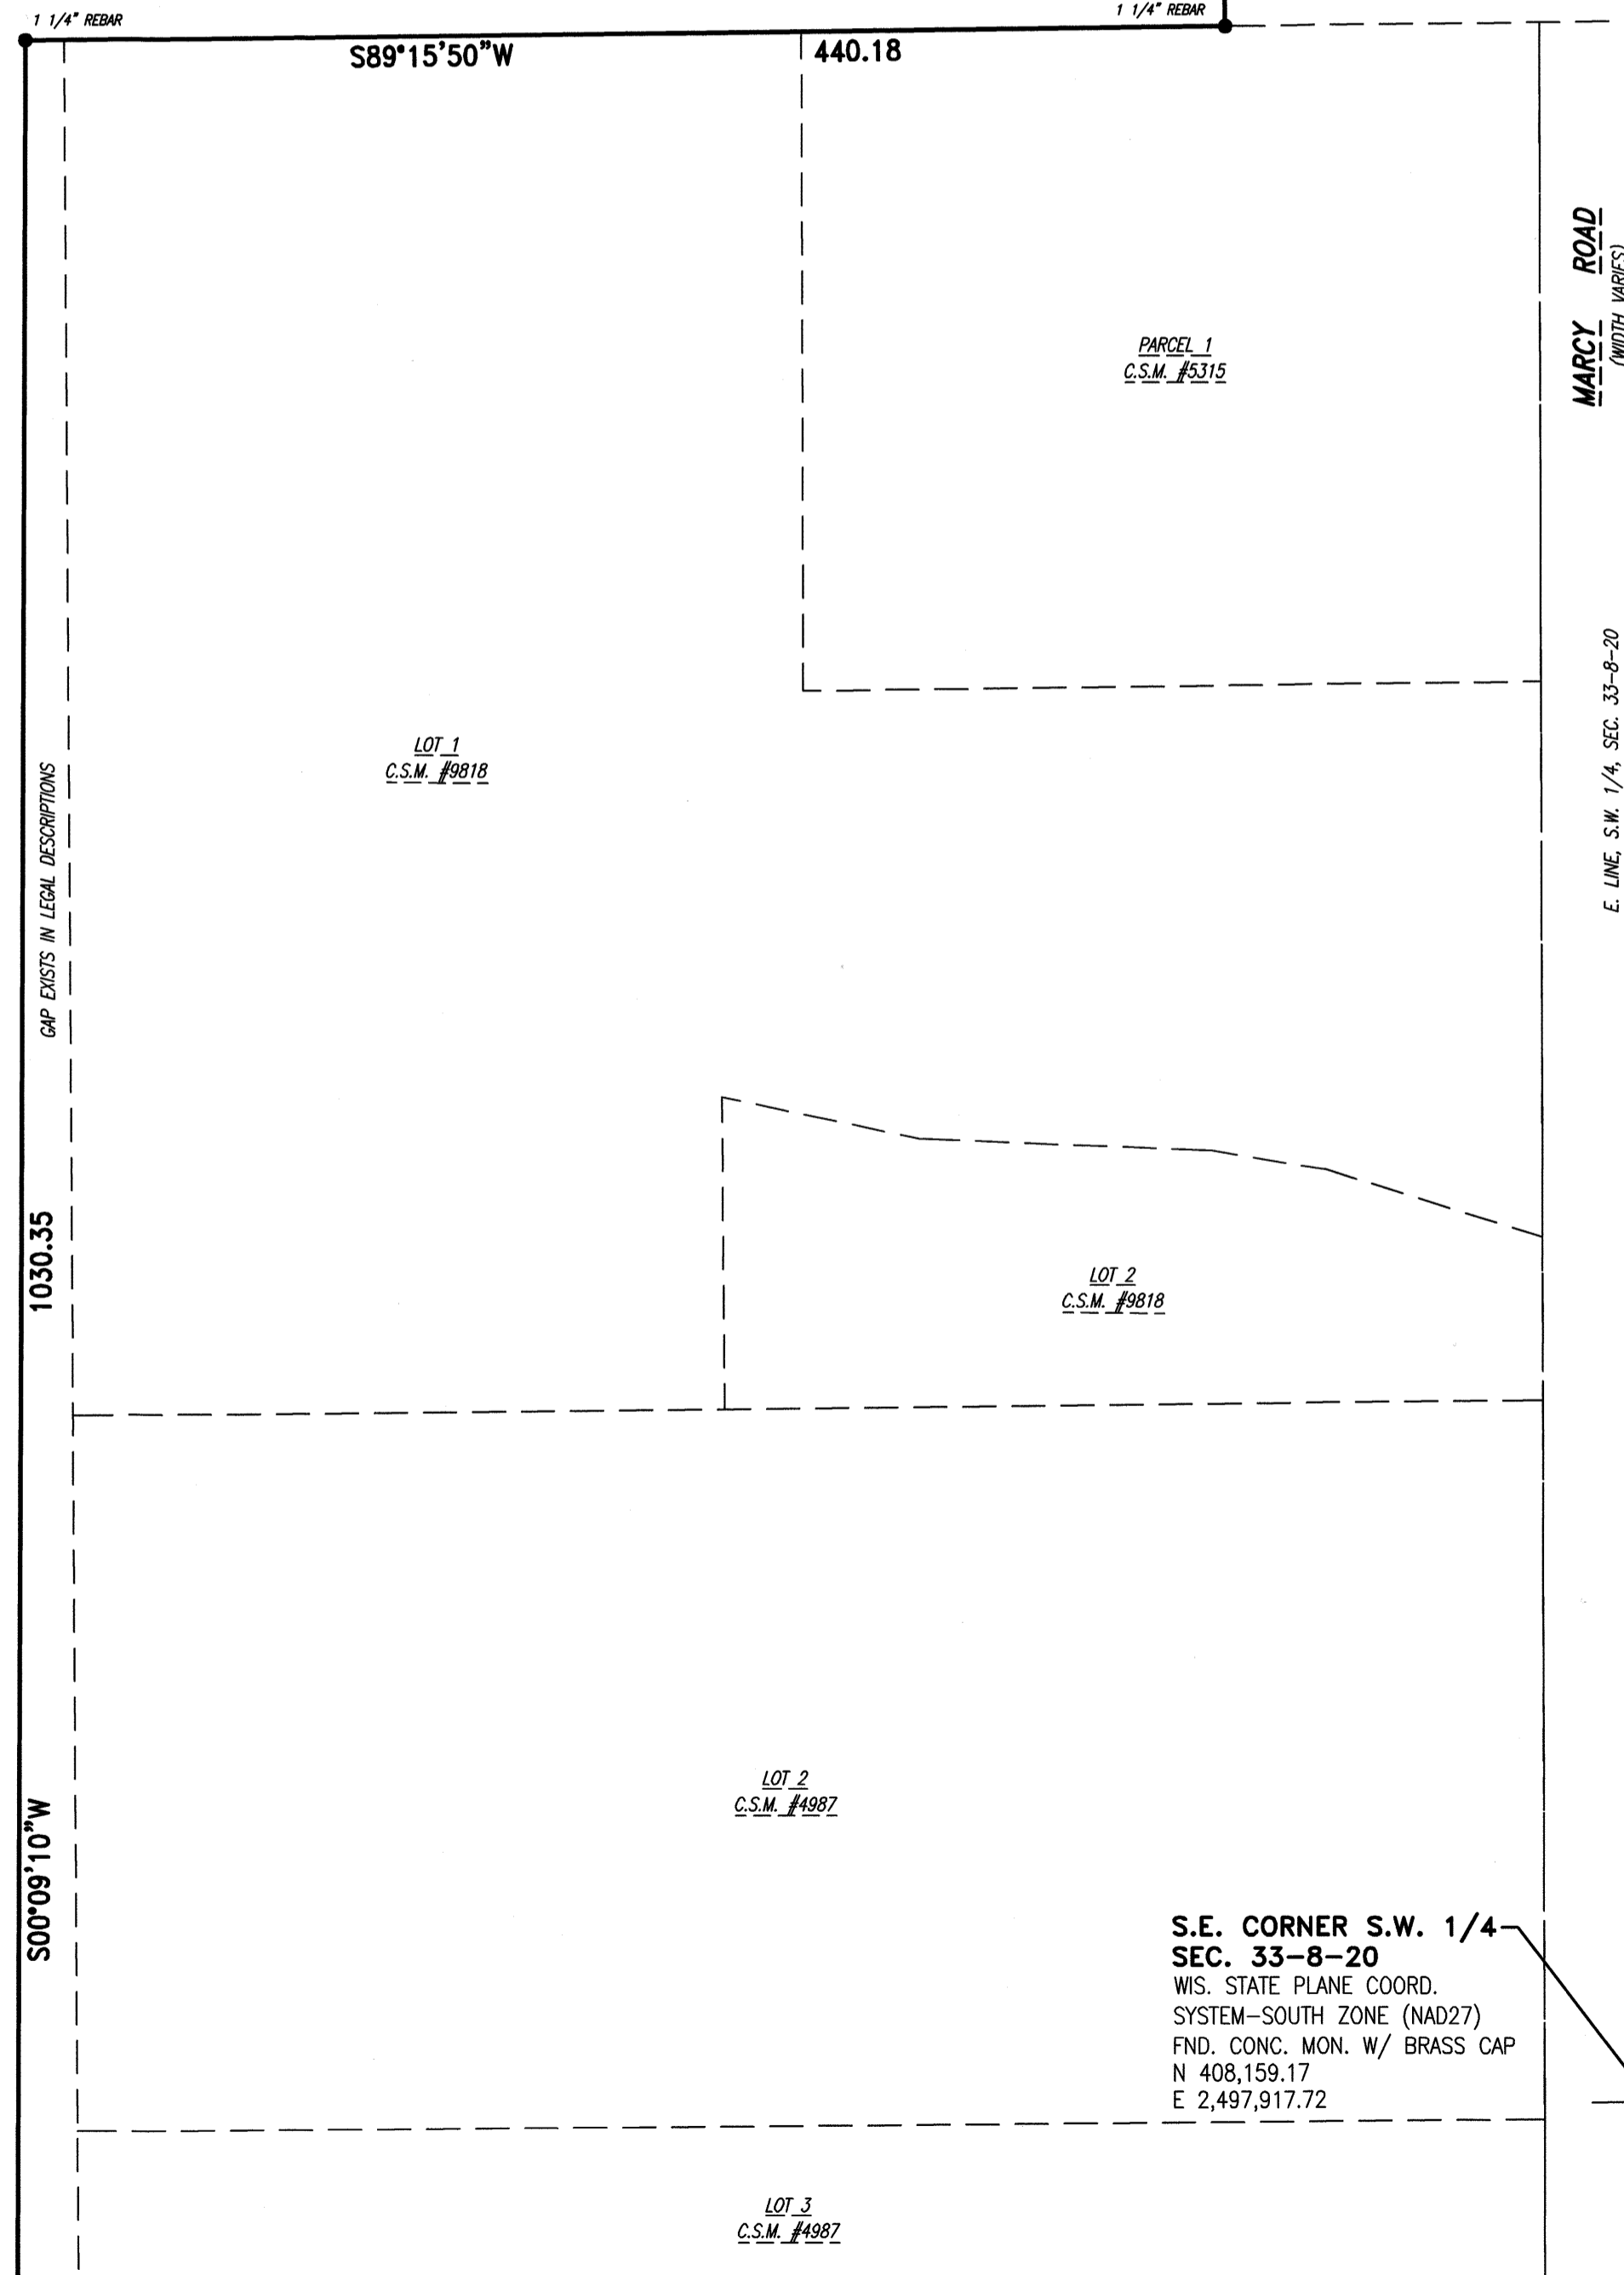 1 1/4" REBAR
1 1/4" REBAR
S89°15'50"W
440.18
MARCY ROAD
(WIDTH VARIES)
PARCEL 1
C.S.M. #5315
E. LINE, S.W. 1/4, SEC. 33-8-20
LOT 1
C.S.M. #9818
GAP EXISTS IN LEGAL DESCRIPTIONS
1030.35
LOT 2
C.S.M. #9818
LOT 2
C.S.M. #4987
S00°09'10"W
S.E. CORNER S.W. 1/4
SEC. 33-8-20
WIS. STATE PLANE COORD.
SYSTEM-SOUTH ZONE (NAD27)
FND. CONC. MON. W/ BRASS CAP
N 408,159.17
E 2,497,917.72
LOT 3
C.S.M. #4987